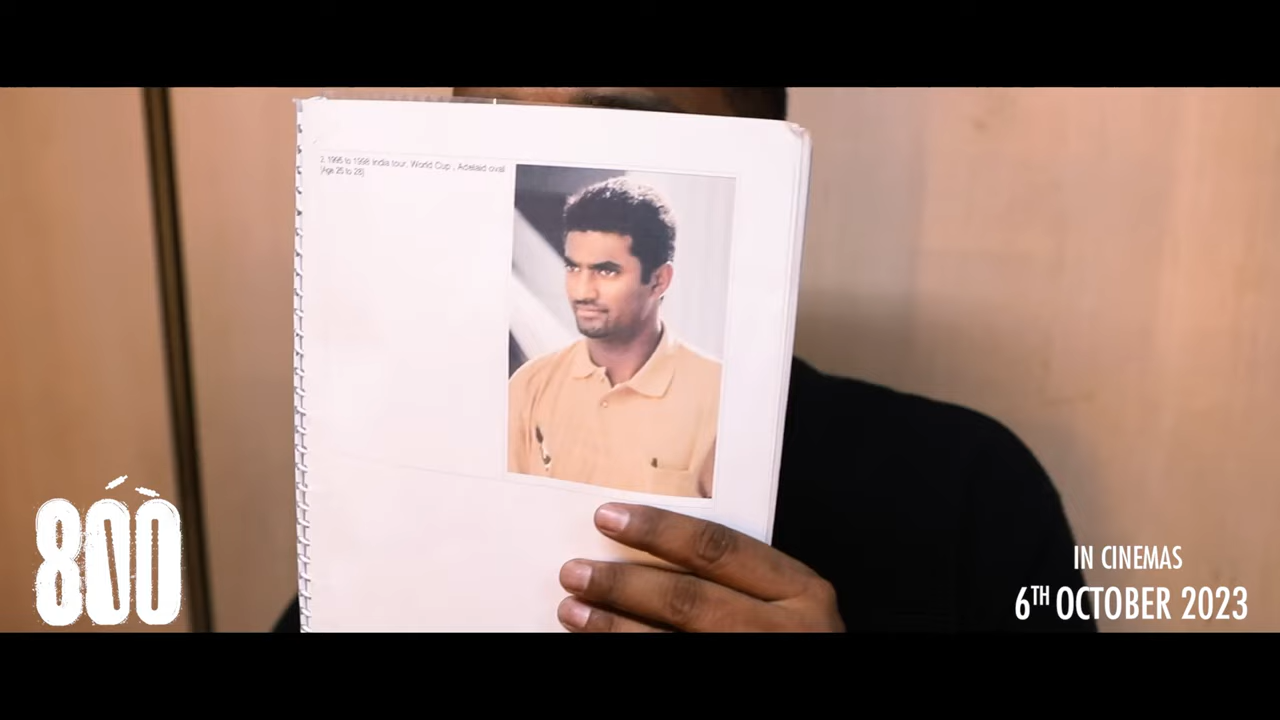 2. 1995 to 1998 India tour, World Cup , Adelaid oval
[Age 25 to 28]
800
IN CINEMAS
6TH OCTOBER 2023